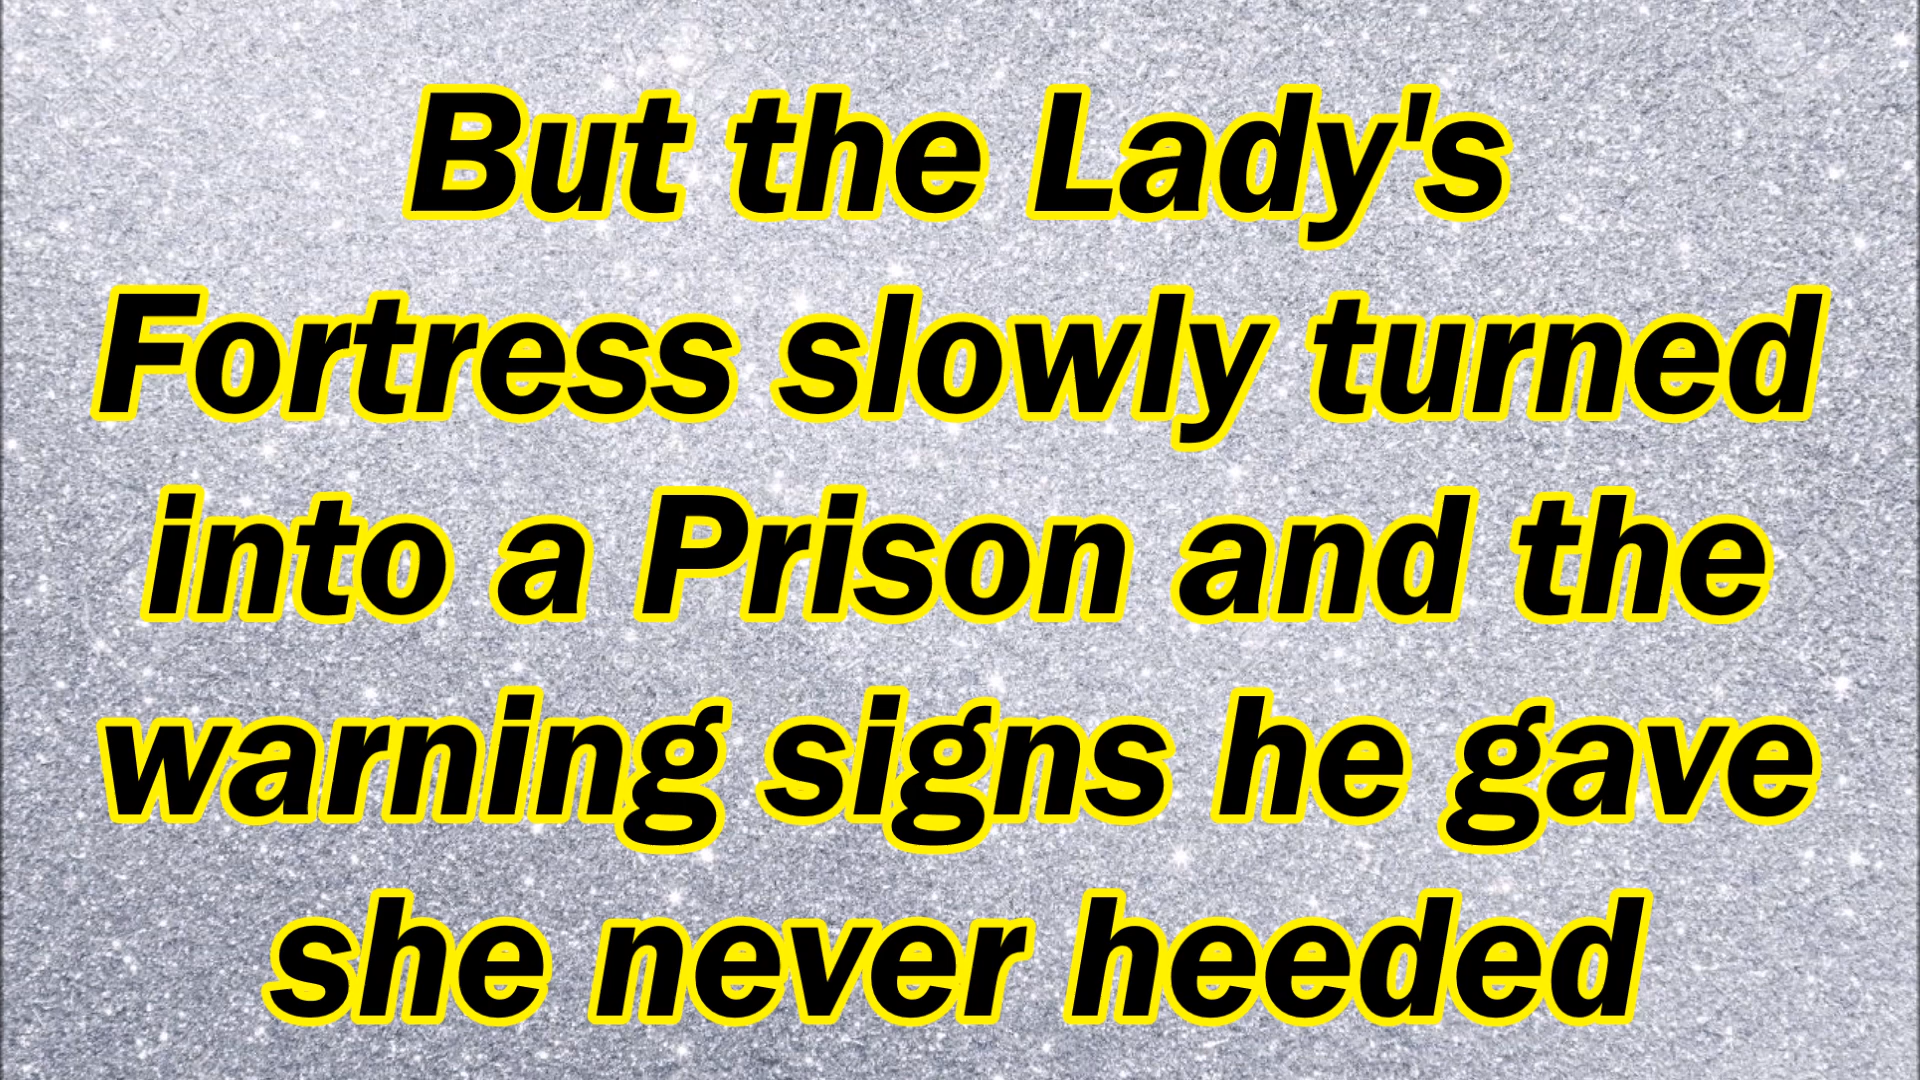 But the Lady's
Fortress slowly turned
into a Prison and the
warning signs he gave
she never heeded